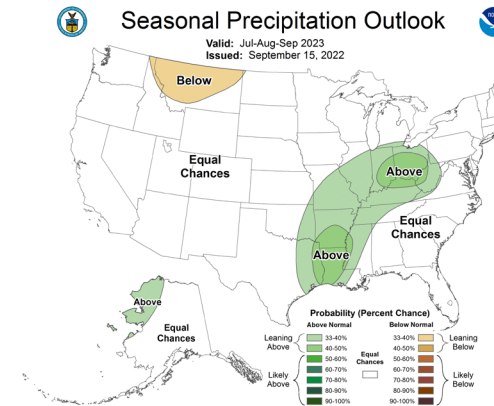 Seasonal Precipitation Outlook
Valid: Jul-Aug-Sep 2023
Issued: September 15, 2022
Below
Equal
Chances
Above
Equal
Chances
Above
Above
Equal
Chances
Probability (Percent Chance)
Above Normal
Below Normal
Leaning
Above
33-40%
40-50%
50-60%
60-70%
70-80%
80-90%
90-100%
Likely
Above
Equal
Chances
33-40%
40-50%
50-60%
60-70%
70-80%
80-90%
90-100%
Leaning
Below
Likely
Below